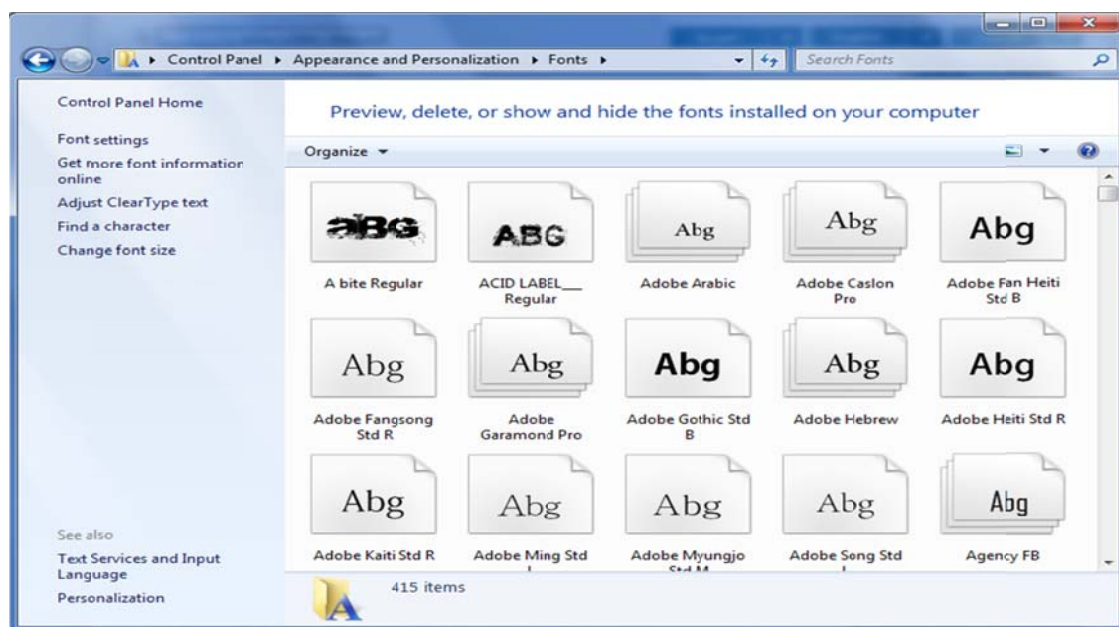 Control Panel ▸ Appearance and Personalization ▸ Fonts ▸
Search Fonts
Control Panel Home
Font settings
Get more font information
online
Adjust ClearType text
Find a character
Change font size
See also
Text Services and Input
Language
Personalization
Preview, delete, or show and hide the fonts installed on your computer
Organize
aBG
ABG
Abg
Abg
Abg
A bite Regular
ACID LABEL___
Regular
Adobe Arabic
Adobe Caslon
Pro
Adobe Fan Heiti
Std B
Abg
Abg
Abg
Abg
Abg
Adobe Fangsong
Std R
Adobe
Garamond Pro
Adobe Gothic Std
B
Adobe Hebrew
Adobe Heiti Std R
Abg
Abg
Abg
Abg
Abg
Adobe Kaiti Std R
Adobe Ming Std
Adobe Myungjo
Std M
Adobe Song Std
Agency FB
415 items